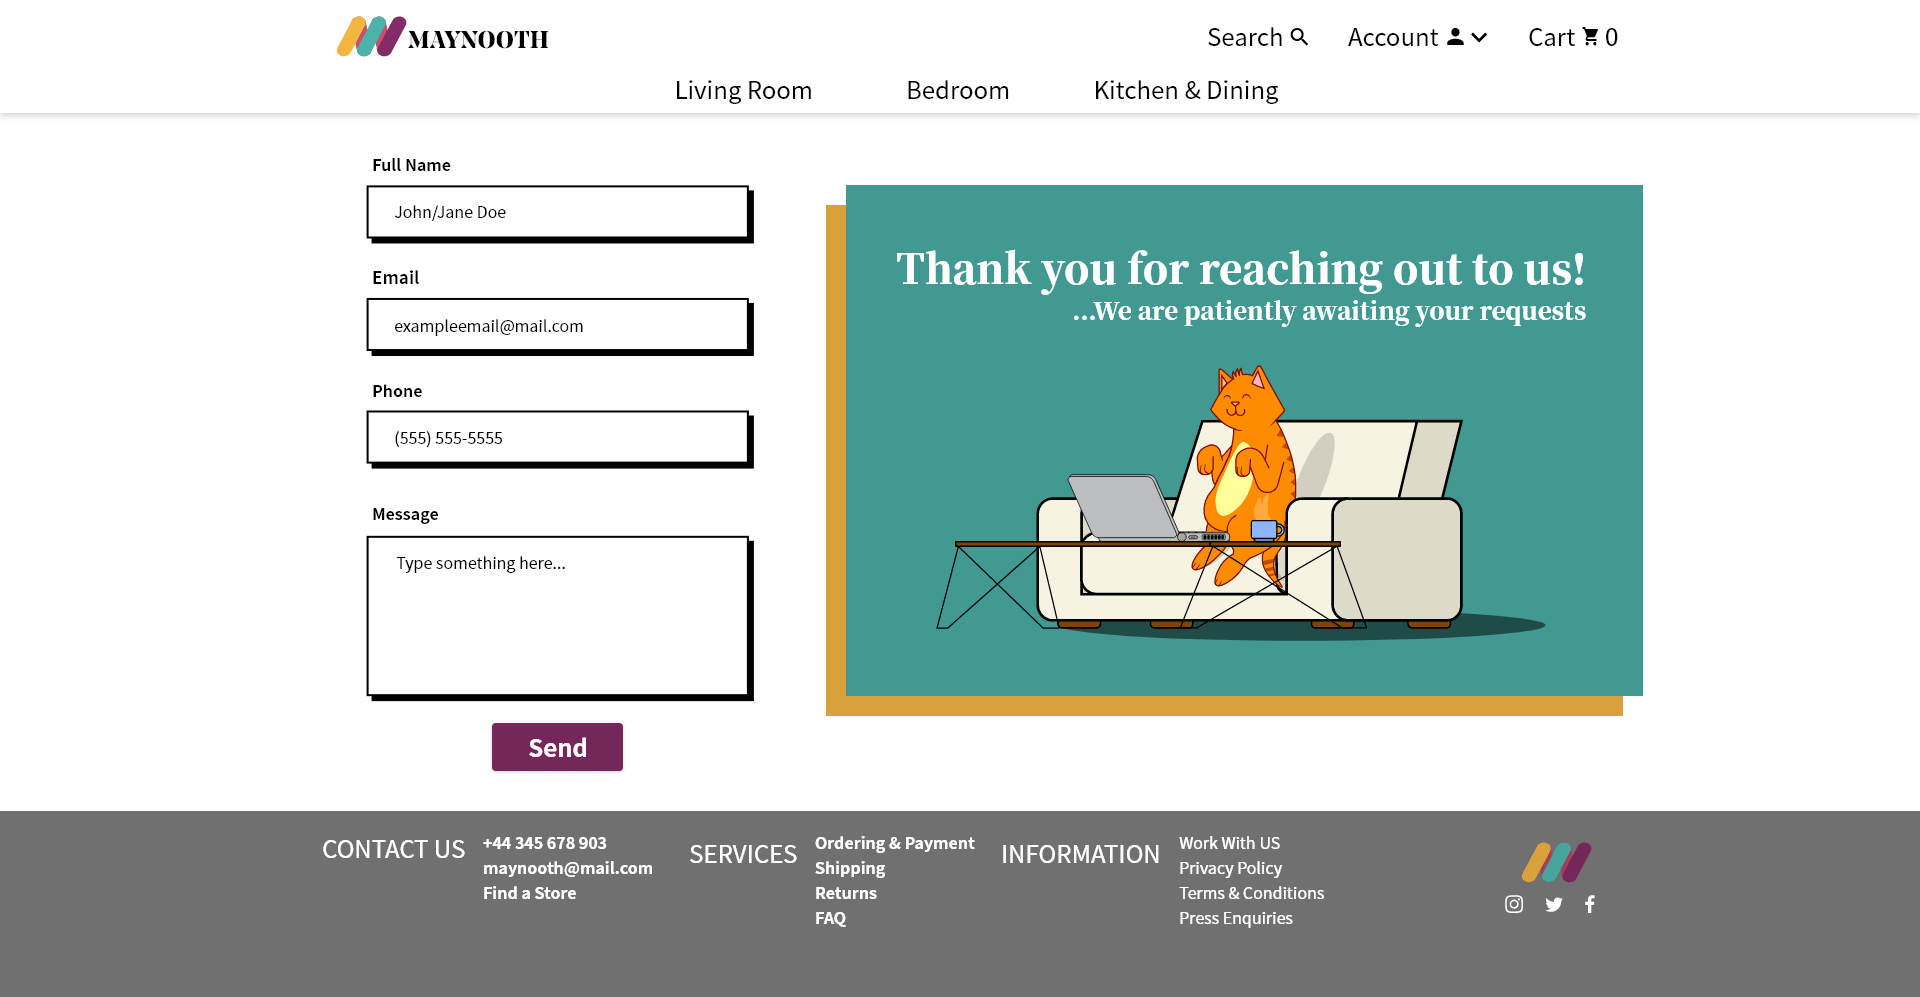 MAYNOOTH
Search
Account
Cart 0
Living Room
Bedroom
Kitchen & Dining
Full Name
John/Jane Doe
Email
exampleemail@mail.com
Phone
(555) 555-5555
Message
Type something here...
Send
Thank you for reaching out to us!
...We are patiently awaiting your requests
CONTACT US
+44 345 678 903
maynooth@mail.com
Find a Store
SERVICES
Ordering & Payment
Shipping
Returns
FAQ
INFORMATION
Work With US
Privacy Policy
Terms & Conditions
Press Enquiries